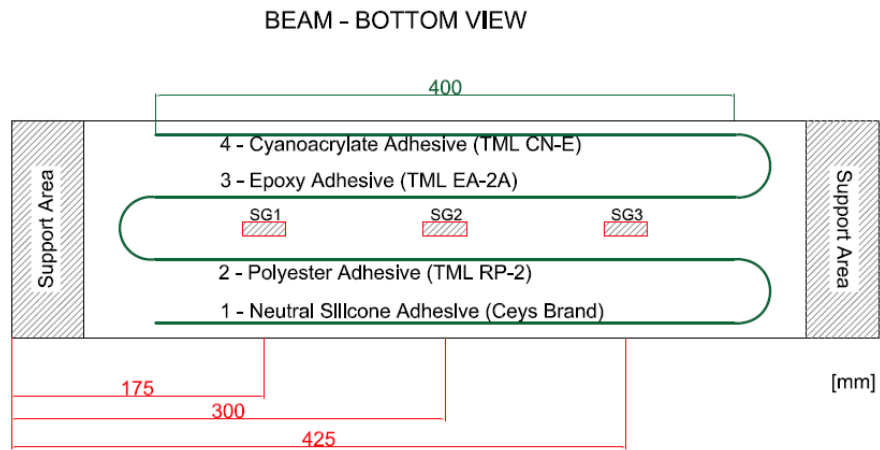 BEAM - BOTTOM VIEW
400
4 - Cyanoacrylate Adhesive (TML CN-E)
3 - Epoxy Adhesive (TML EA-2A)
SG1 SG2 SG3
Support Area
Support Area
2 - Polyester Adhesive (TML RP-2)
1 - Neutral Silicone Adhesive (Ceys Brand)
175
[mm]
300
425